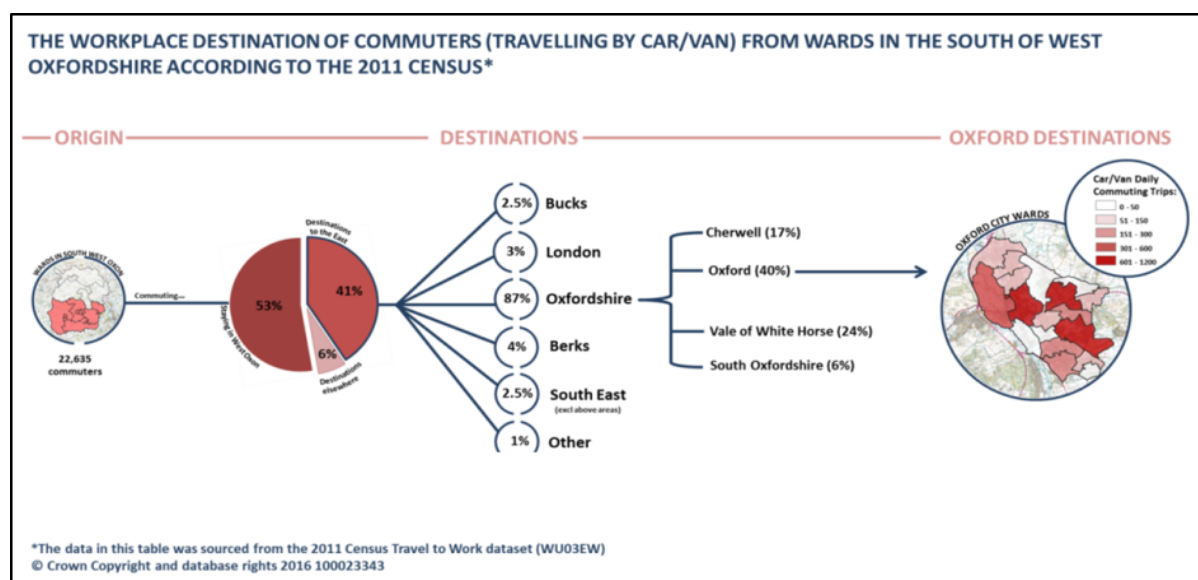 THE WORKPLACE DESTINATION OF COMMUTERS (TRAVELLING BY CAR/VAN) FROM WARDS IN THE SOUTH OF WEST
OXFORDSHIRE ACCORDING TO THE 2011 CENSUS*
ORIGIN
DESTINATIONS
OXFORD DESTINATIONS
WARDS IN SOUTH WEST OXON
22,635
commuters
Commuting...
Staying in West Oxon
53%
Destinations
to the East
41%
6%
Destinations
elsewhere
2.5% Bucks
3% London
87% Oxfordshire
4% Berks
2.5% South East
(excl above areas)
1% Other
Cherwell (17%)
Oxford (40%)
Vale of White Horse (24%)
South Oxfordshire (6%)
OXFORD CITY WARDS
Car/Van Daily
Commuting Trips:
0 - 50
51 - 150
151 - 300
301 - 600
601 - 1200
*The data in this table was sourced from the 2011 Census Travel to Work dataset (WU03EW)
© Crown Copyright and database rights 2016 100023343